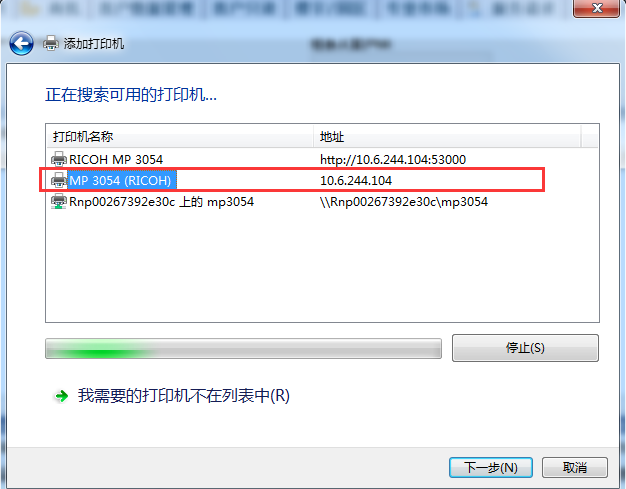 添加打印机
正在搜索可用的打印机...
打印机名称 地址
RICOH MP 3054 http://10.6.244.104:53000
MP 3054 (RICOH) 10.6.244.104
Rnp00267392e30c 上的 mp3054 \\Rnp00267392e30c\mp3054
停止(S)
我需要的打印机不在列表中(R)
下一步(N) 取消